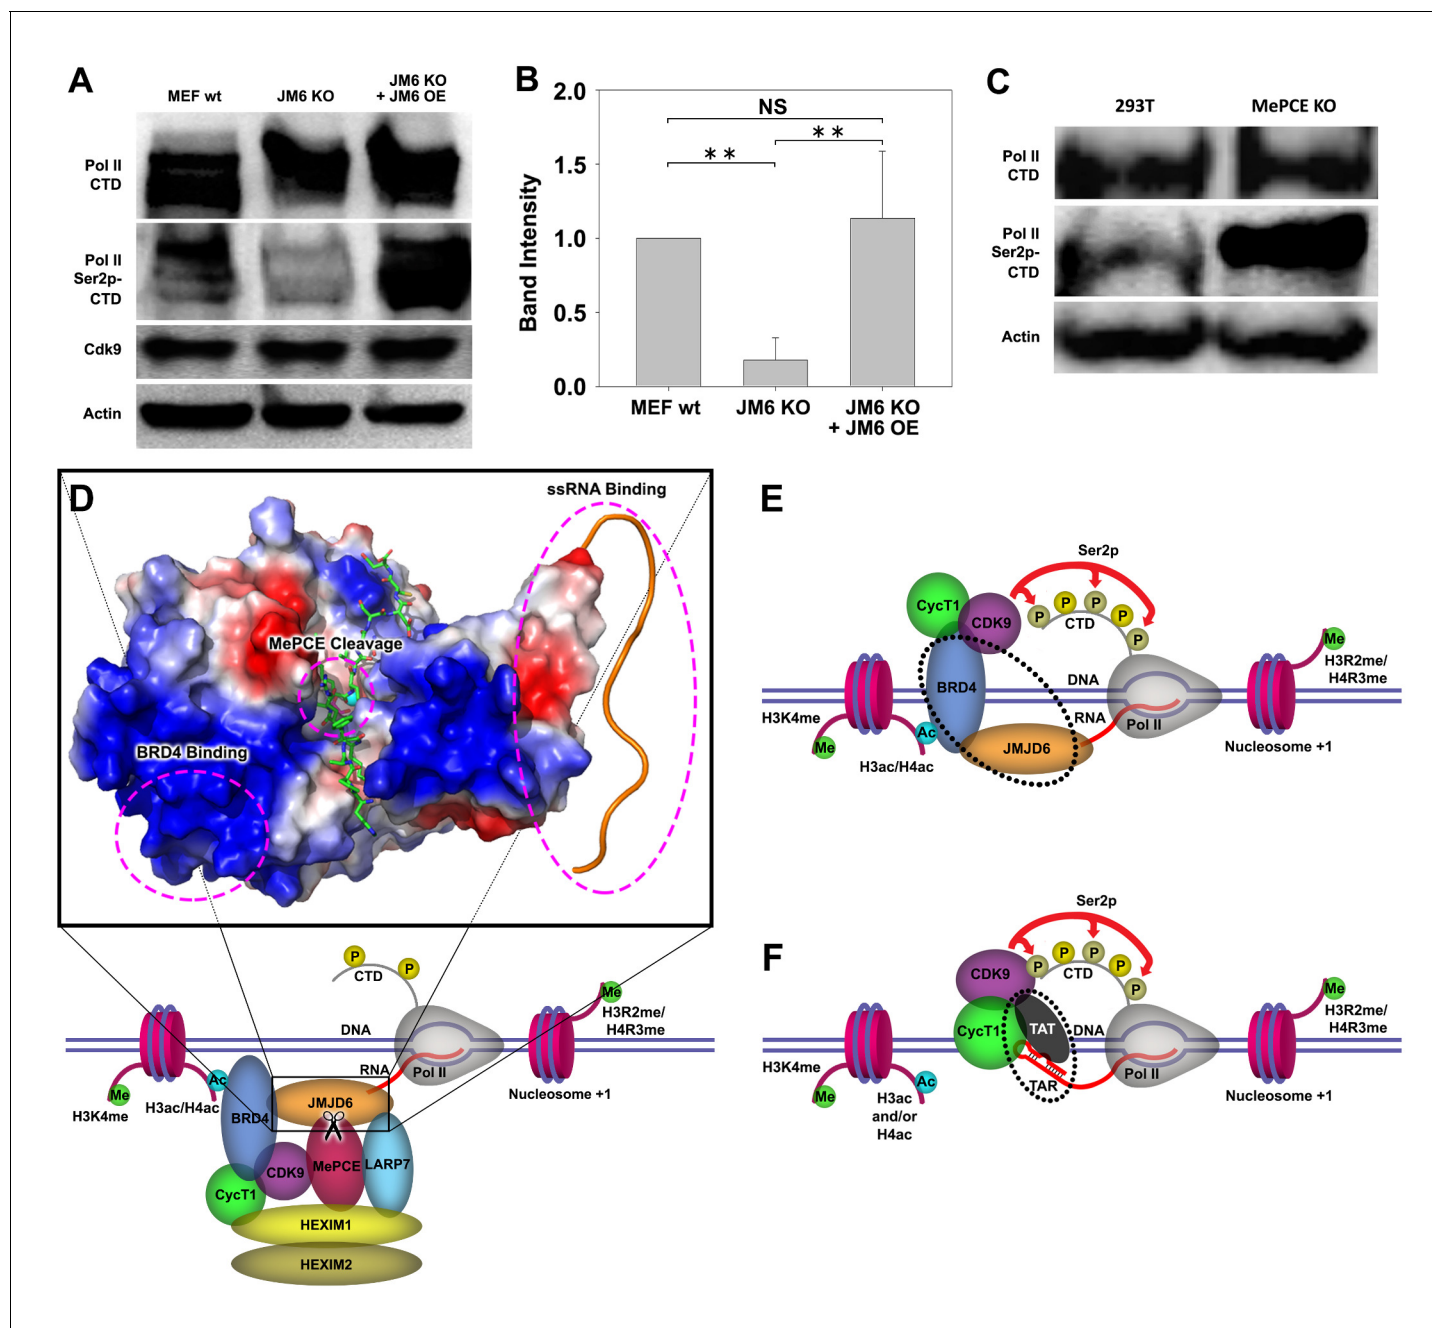 A
MEF wt
JM6 KO
JM6 KO
+ JM6 OE
Pol II
CTD
Pol II
Ser2p-
CTD
Cdk9
Actin
B
Band Intensity
2.0
1.5
1.0
0.5
0.0
NS
**
**
MEF wt
JM6 KO
JM6 KO
+ JM6 OE
C
293T
MePCE KO
Pol II
CTD
Pol II
Ser2p-
CTD
Actin
D
ssRNA Binding
MePCE Cleavage
BRD4 Binding
P
P
CTD
Me
H3R2me/
H4R3me
DNA
RNA
Pol II
Nucleosome +1
Me
H3K4me
Ac
H3ac/H4ac
BRD4
JMJD6
CDK9
MePCE
LARP7
CycT1
HEXIM1
HEXIM2
E
Ser2p
CycT1
CDK9
P
P
P
P
P
CTD
Me
H3R2me/
H4R3me
BRD4
DNA
RNA
Pol II
H3K4me
Me
Ac
H3ac/H4ac
JMJD6
Nucleosome +1
F
Ser2p
CDK9
P
P
P
P
P
CTD
Me
H3R2me/
H4R3me
CycT1
TAT
DNA
TAR
Pol II
H3K4me
Me
Ac
H3ac
and/or
H4ac
Nucleosome +1